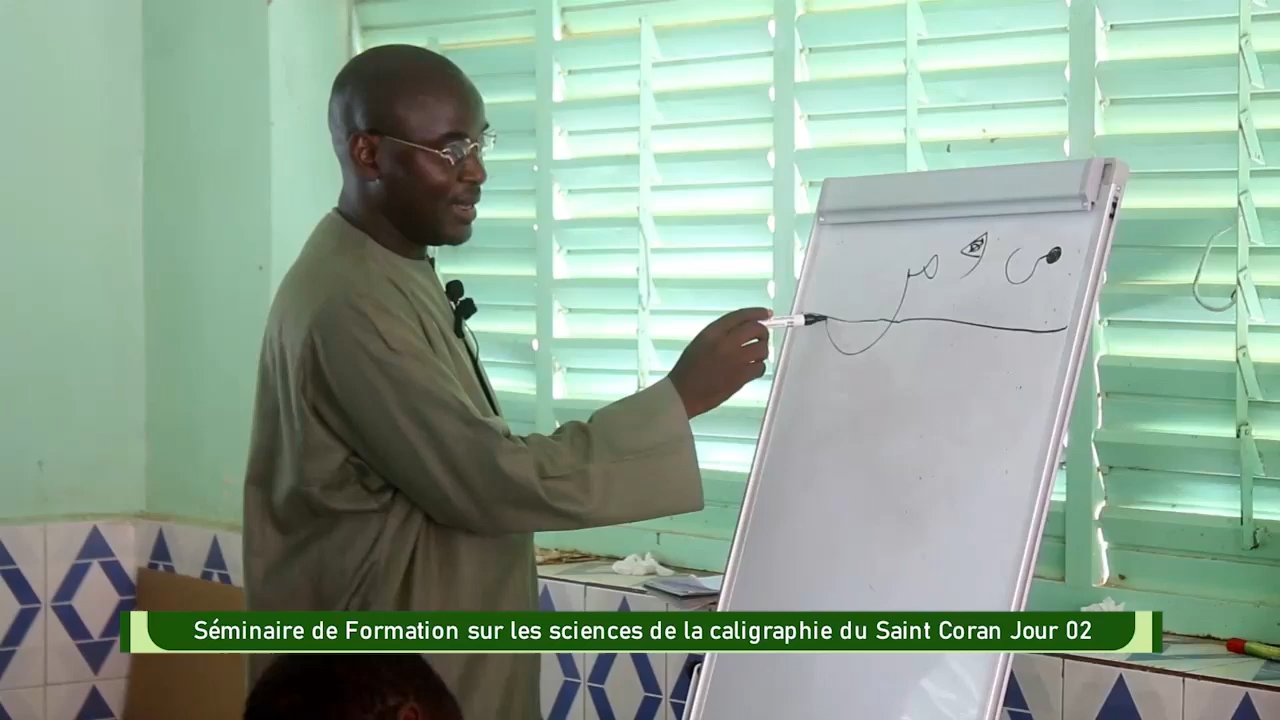 Séminaire de Formation sur les sciences de la caligraphie du Saint Coran Jour 02